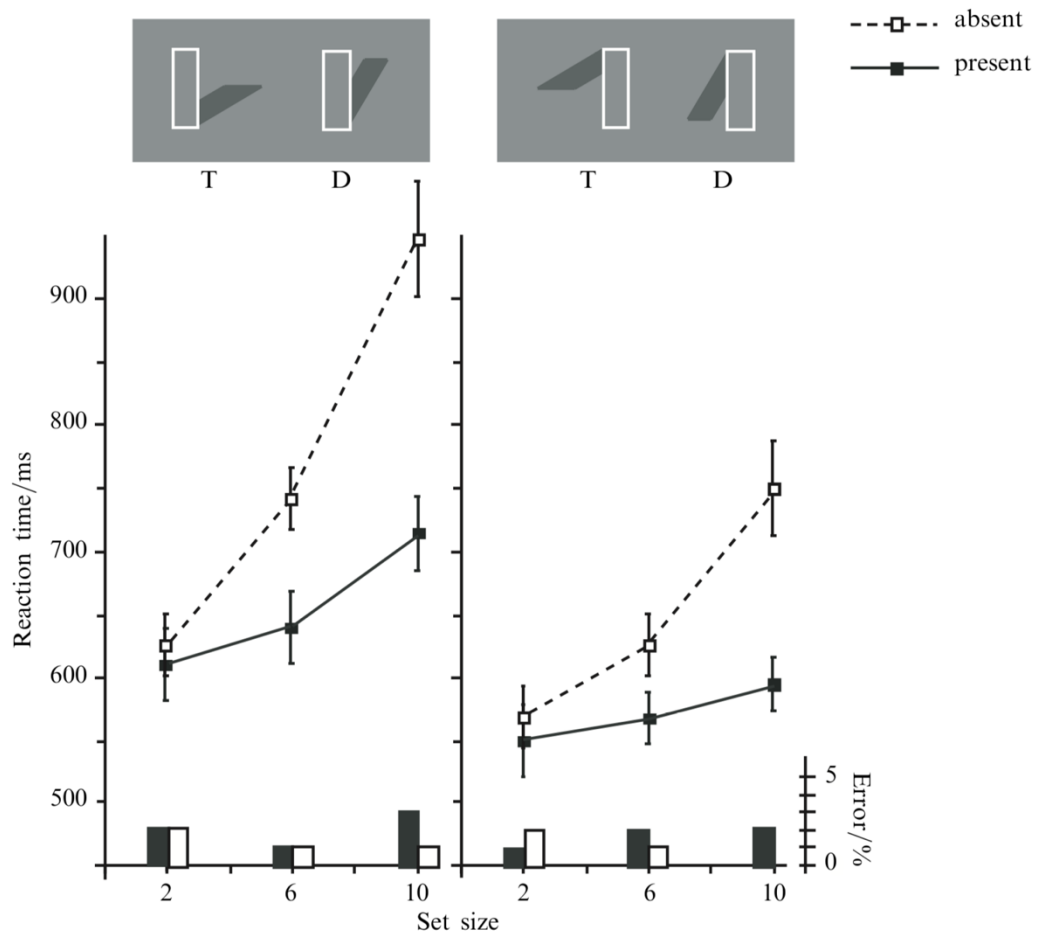 absent
present
T D
T D
900
800
700
600
500
Reaction time/ms
5
0
Error/%
2 6 10
2 6 10
Set size